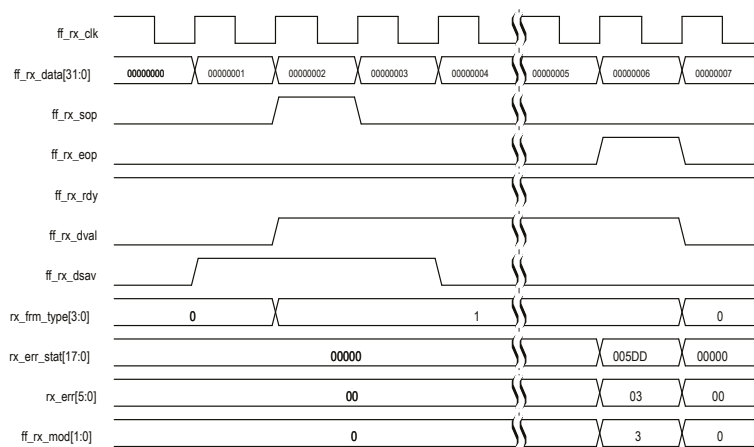 ff_rx_clk
ff_rx_data[31:0] 00000000 00000001 00000002 00000003 00000004 00000005 00000006 00000007
ff_rx_sop
ff_rx_eop
ff_rx_rdy
ff_rx_dval
ff_rx_dsav
rx_frm_type[3:0] 0 1 0
rx_err_stat[17:0] 00000 005DD 00000
rx_err[5:0] 00 03 00
ff_rx_mod[1:0] 0 3 0